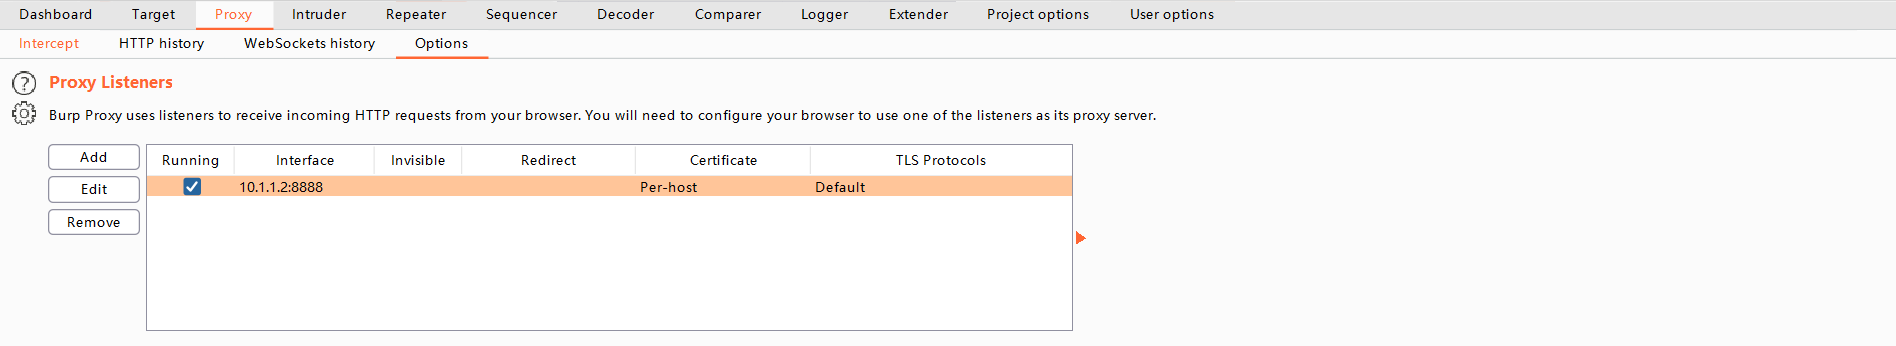 Dashboard Target Proxy Intruder Repeater Sequencer Decoder Comparer Logger Extender Project options User options
Intercept HTTP history WebSockets history Options
? Proxy Listeners
Burp Proxy uses listeners to receive incoming HTTP requests from your browser. You will need to configure your browser to use one of the listeners as its proxy server.
Add
Edit
Remove
Running Interface Invisible Redirect Certificate TLS Protocols
10.1.1.2:8888 Per-host Default